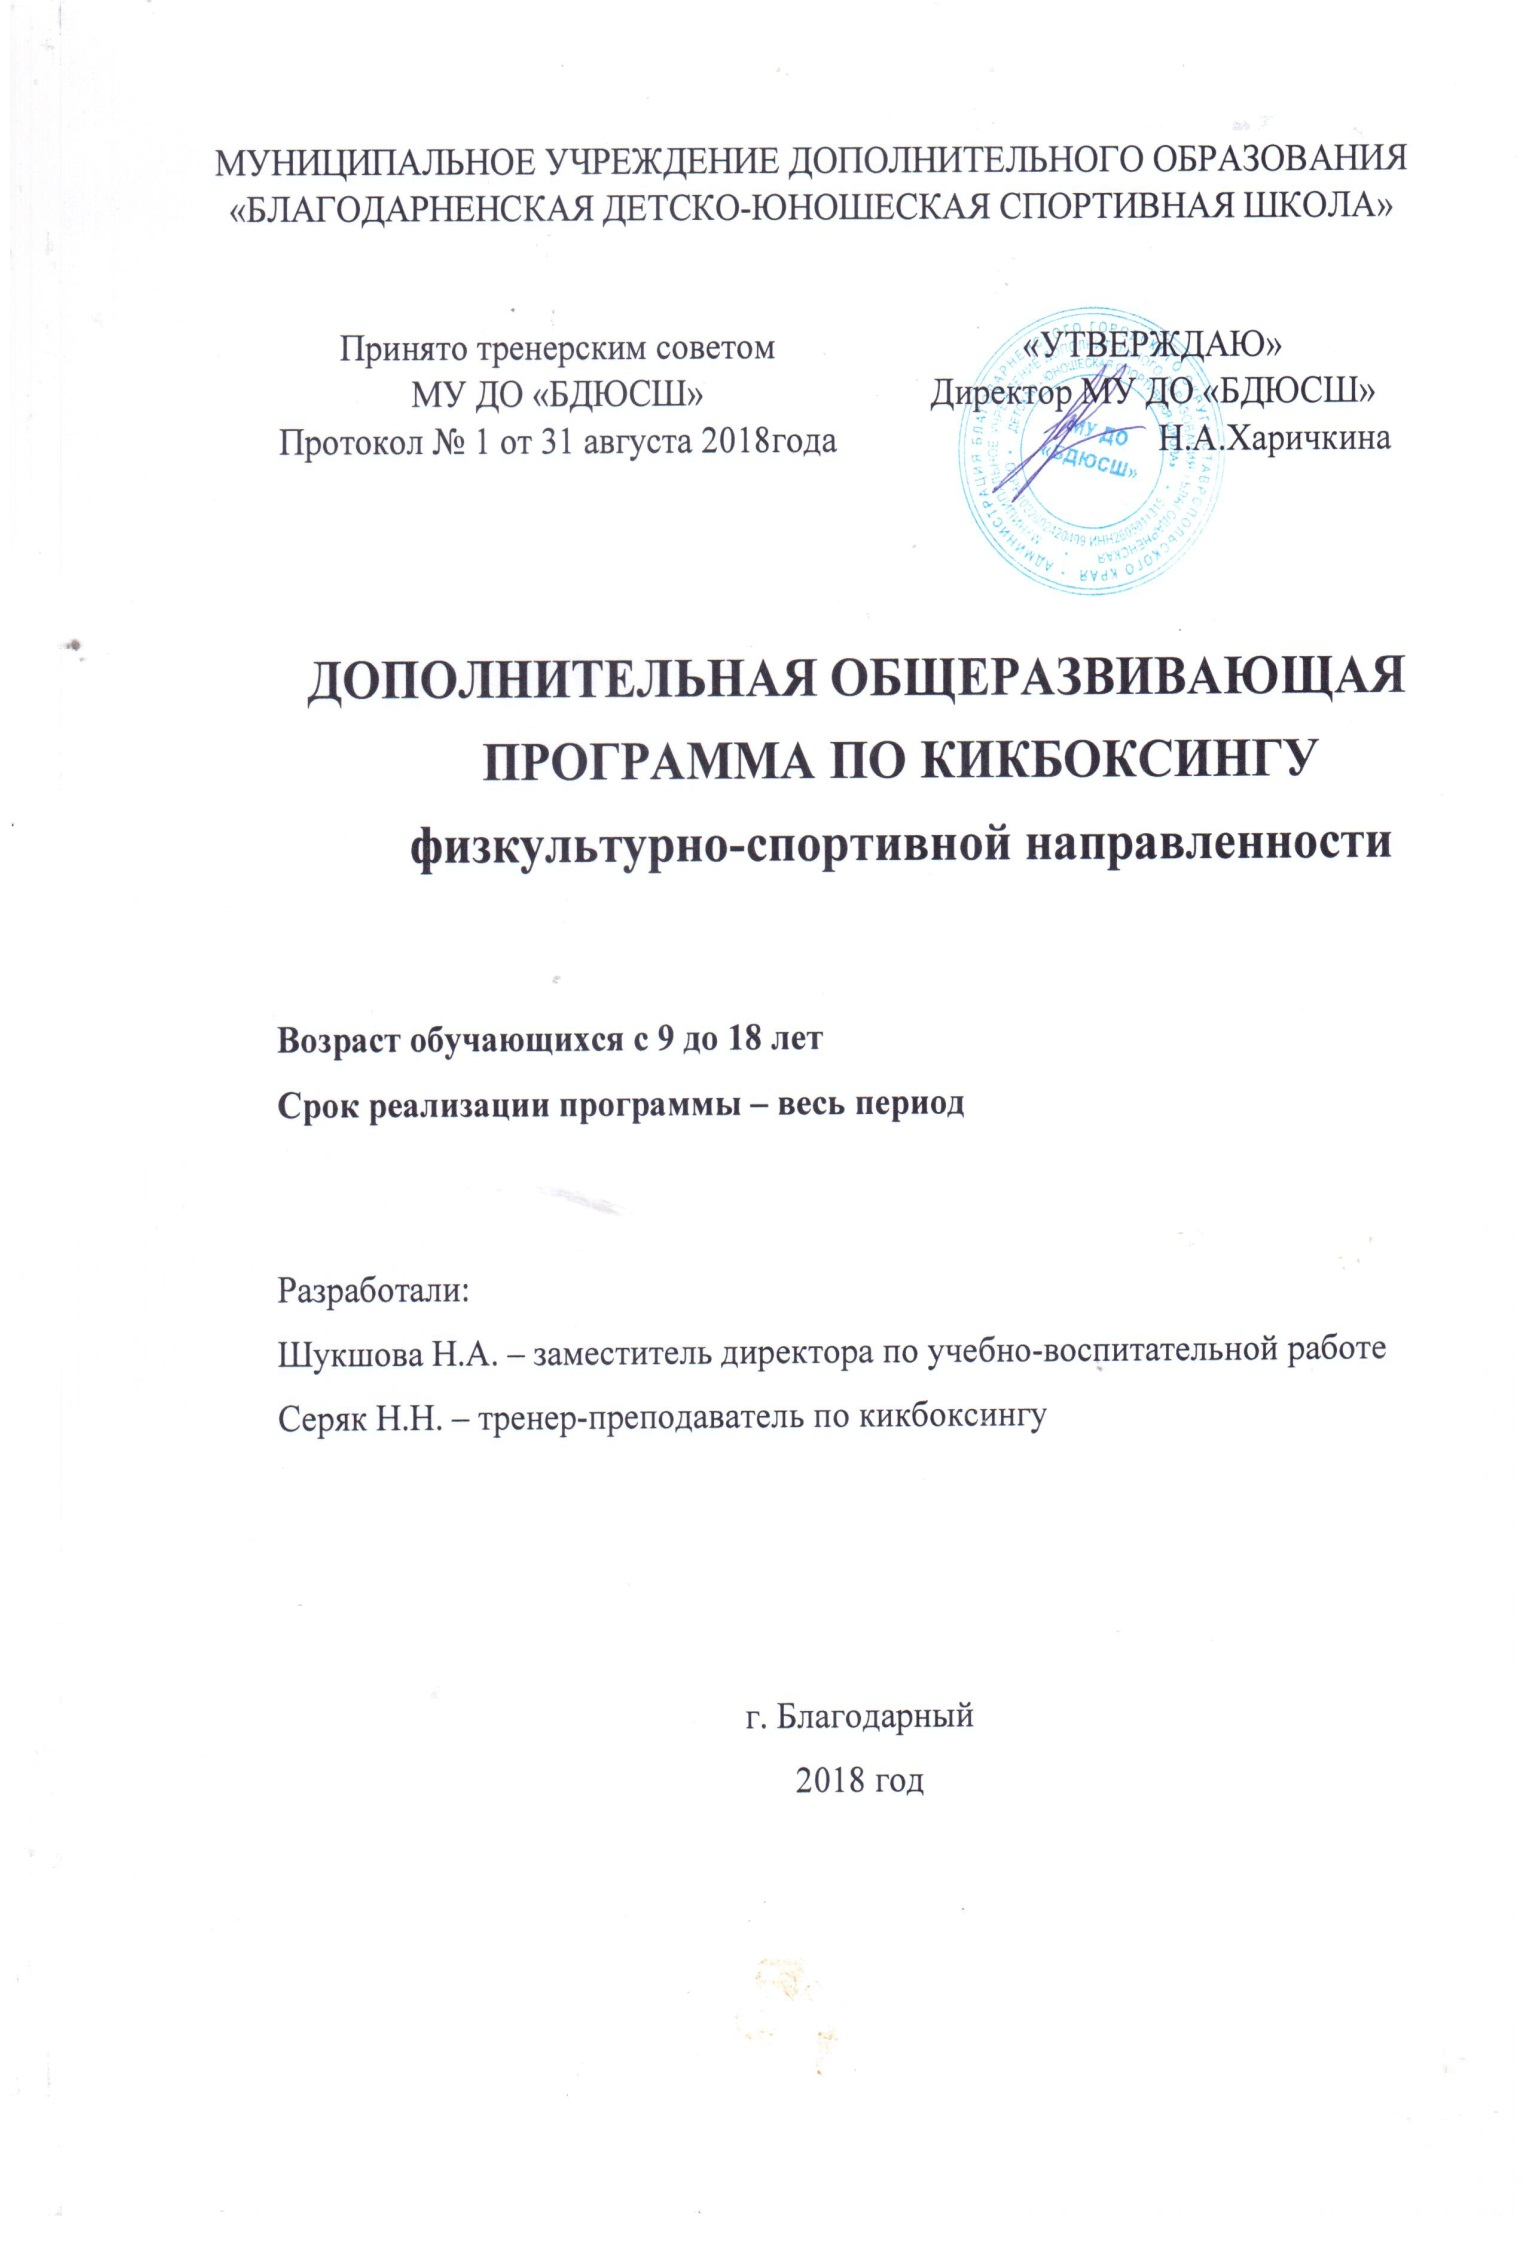 МУНИЦИПАЛЬНОЕ УЧРЕЖДЕНИЕ ДОПОЛНИТЕЛЬНОГО ОБРАЗОВАНИЯ
«БЛАГОДАРНЕНСКАЯ ДЕТСКО-ЮНОШЕСКАЯ СПОРТИВНАЯ ШКОЛА»
Принято тренерским советом
МУ ДО «БДЮСШ»
Протокол № 1 от 31 августа 2018года
«УТВЕРЖДАЮ»
Директор МУ ДО «БДЮСШ»
Н.А.Харичкина
МУ ДО
«БДЮСШ»
ДОПОЛНИТЕЛЬНАЯ ОБЩЕРАЗВИВАЮЩАЯ
ПРОГРАММА ПО КИКБОКСИНГУ
физкультурно-спортивной направленности
Возраст обучающихся с 9 до 18 лет
Срок реализации программы – весь период
Разработали:
Шукшова Н.А. – заместитель директора по учебно-воспитательной работе
Серяк Н.Н. – тренер-преподаватель по кикбоксингу
г. Благодарный
2018 год